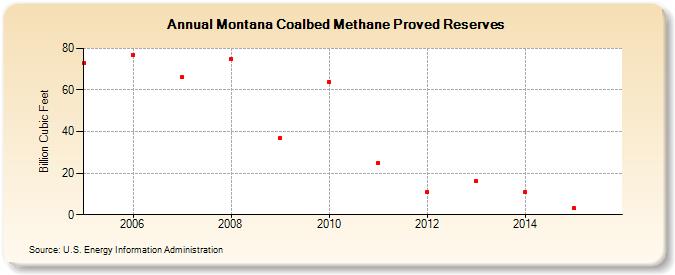 Annual Montana Coalbed Methane Proved Reserves
Billion Cubic Feet
80
60
40
20
0
2006 2008 2010 2012 2014
Source: U.S. Energy Information Administration